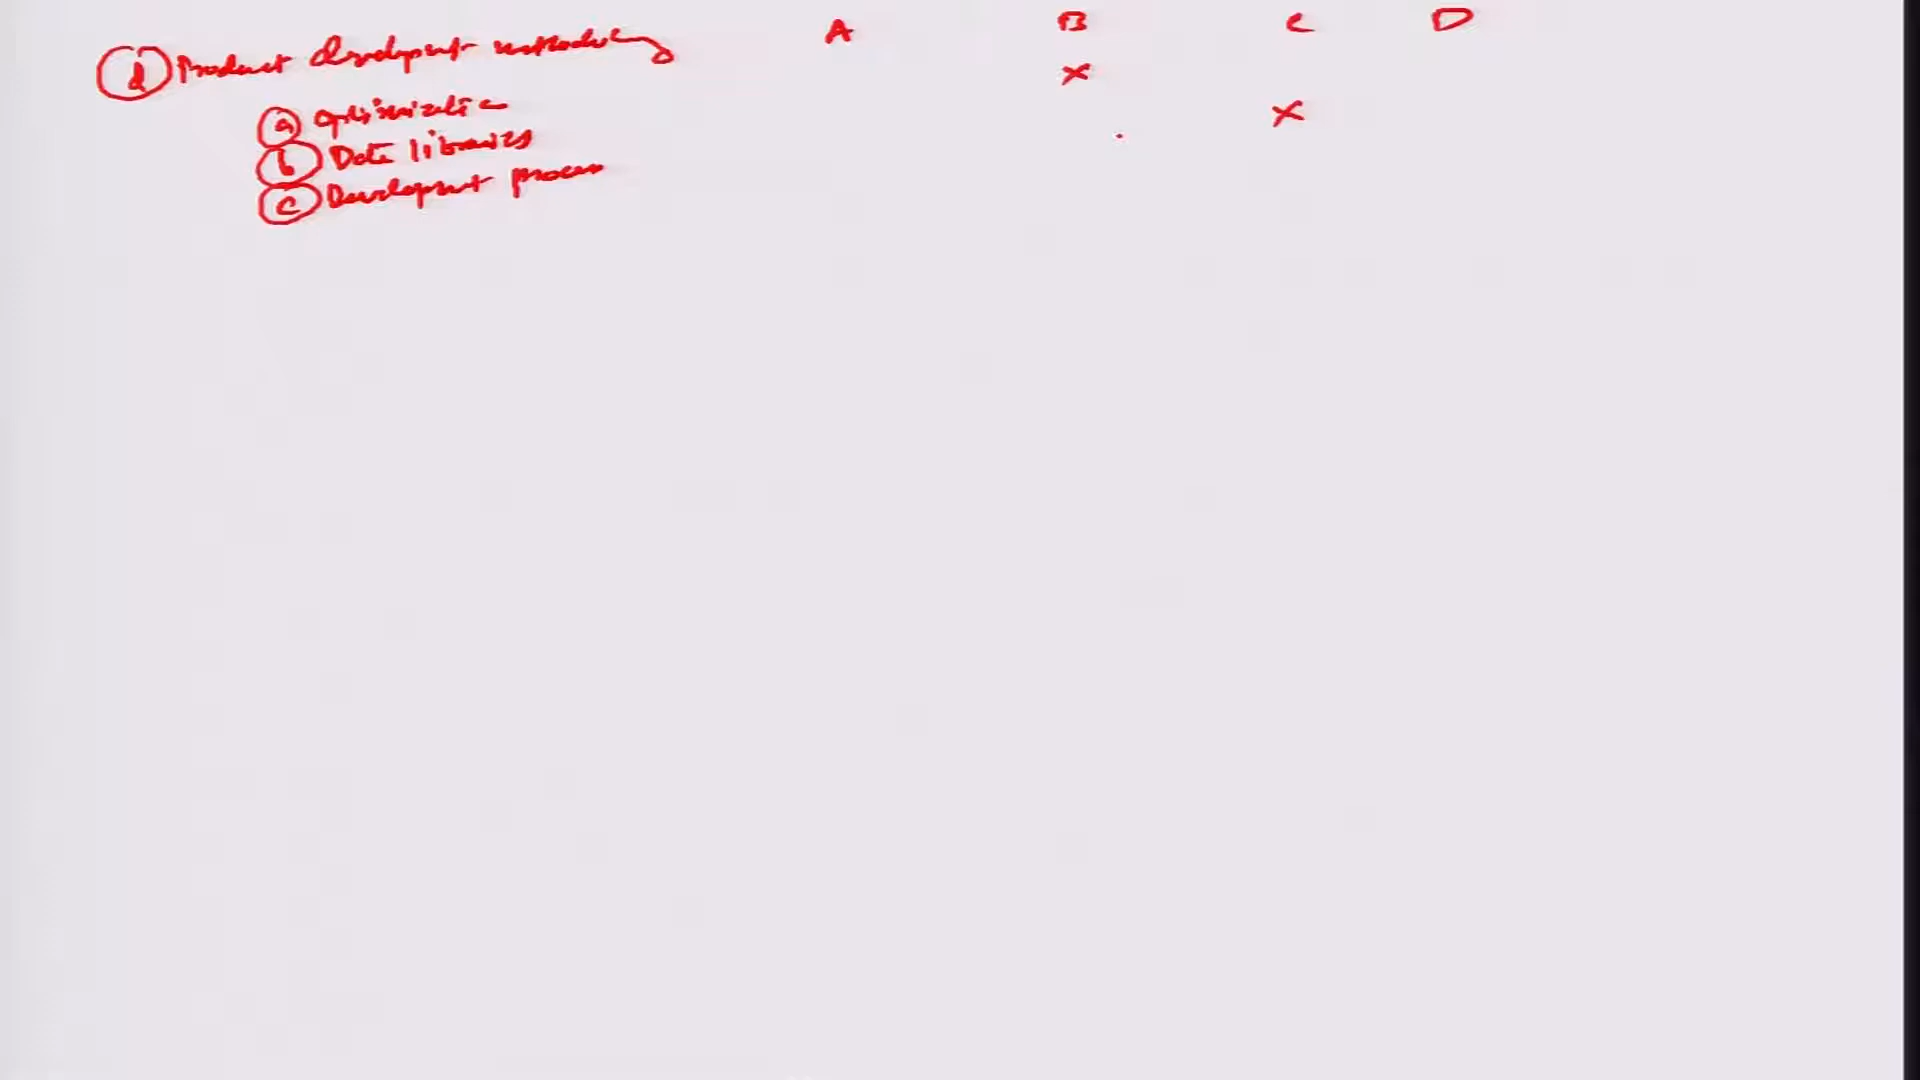 A B C D
d Product development methodology X
a optimization X
b Data libraries
c Development process